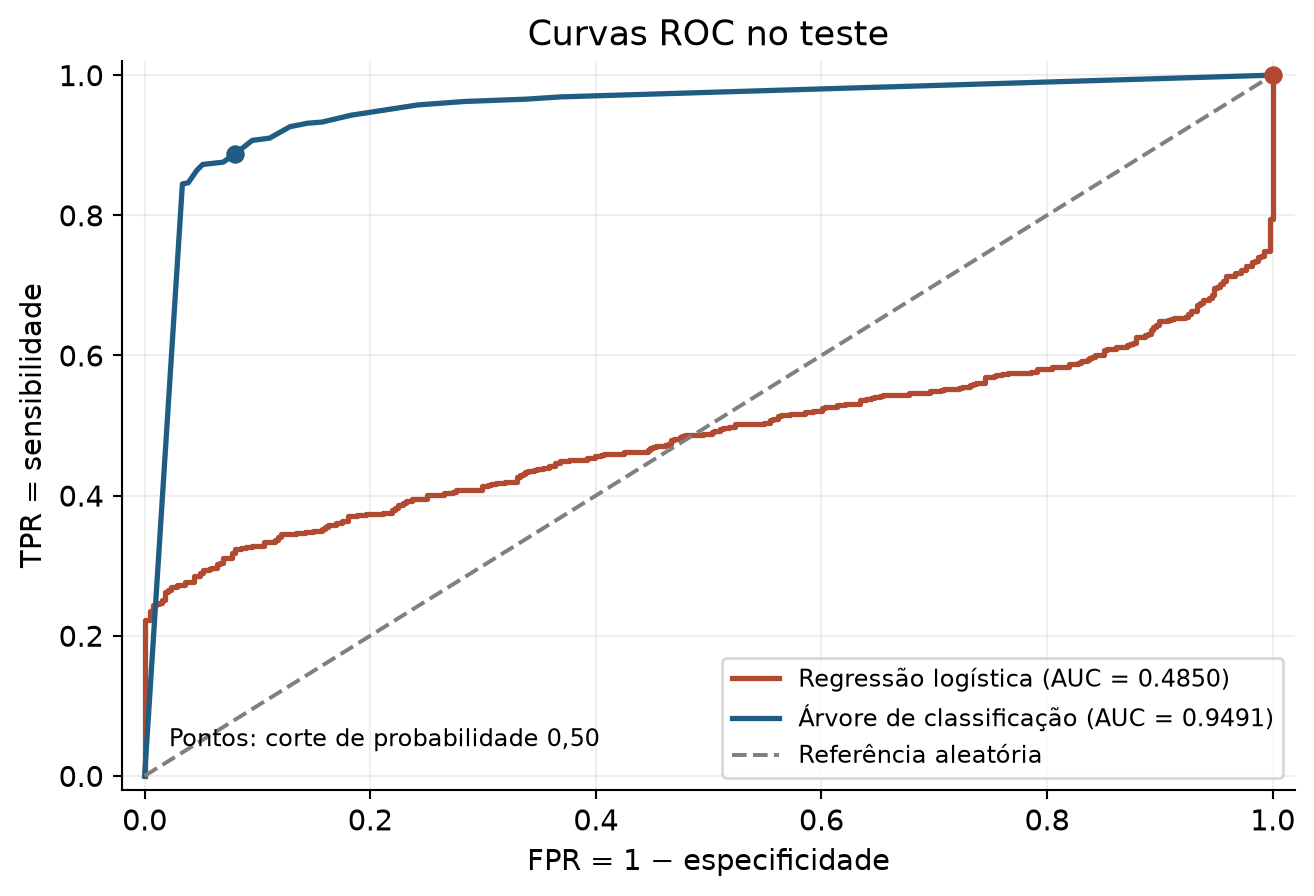 Curvas ROC no teste
1.0
0.8
0.6
0.4
0.2
0.0
TPR = sensibilidade
Pontos: corte de probabilidade 0,50
Regressão logística (AUC = 0.4850)
Árvore de classificação (AUC = 0.9491)
Referência aleatória
0.0 0.2 0.4 0.6 0.8 1.0
FPR = 1 − especificidade